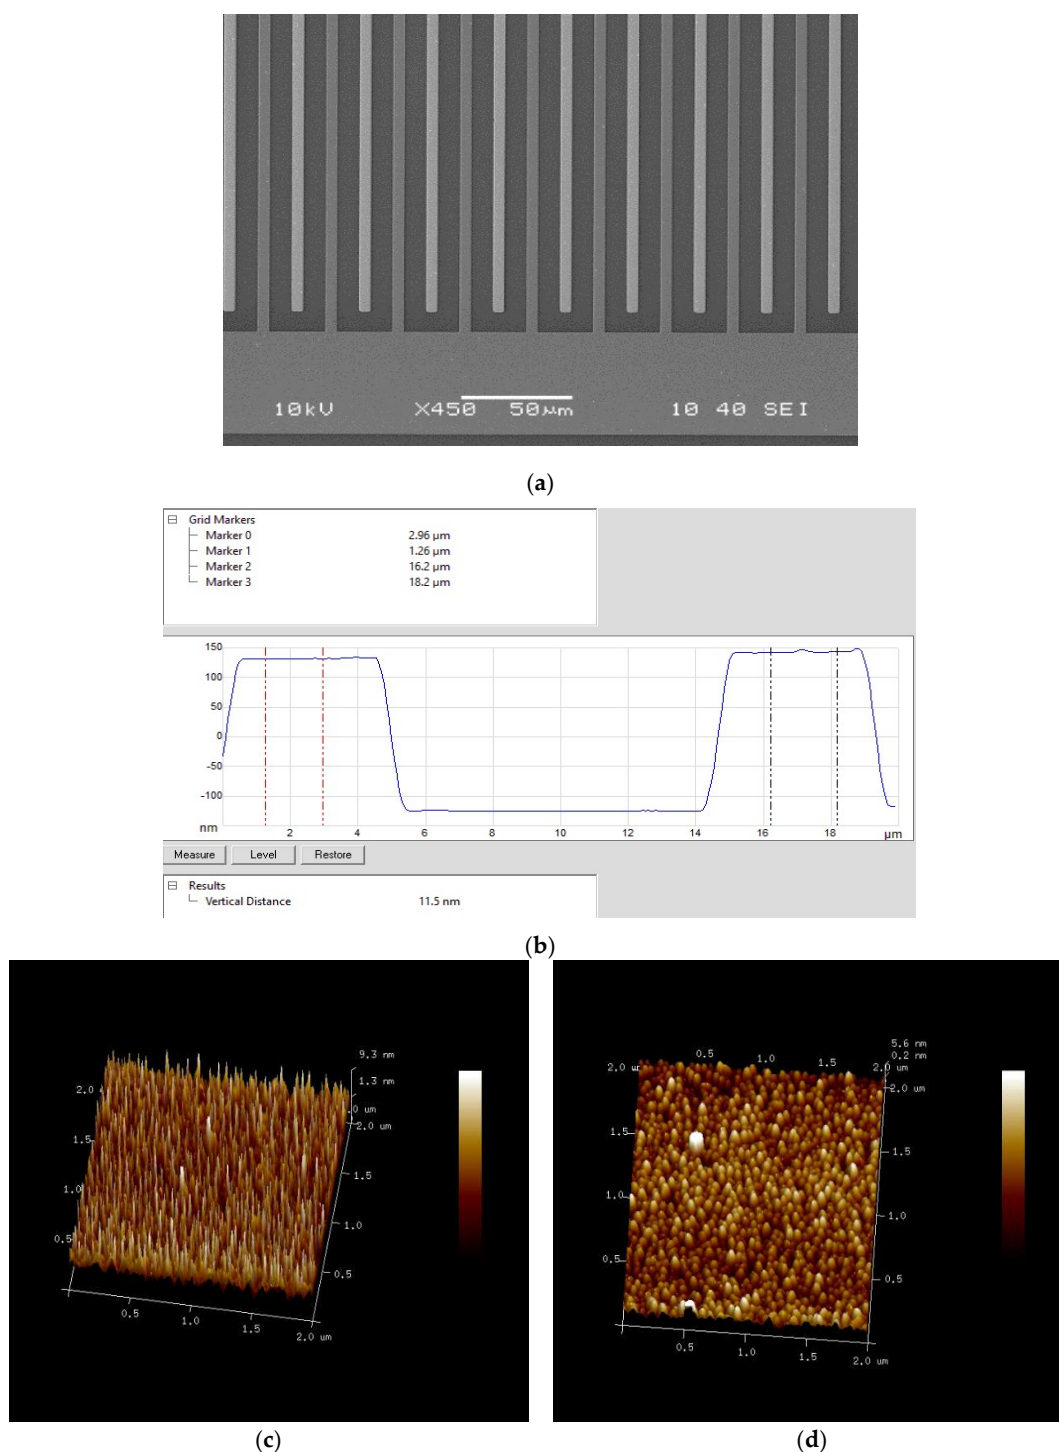 10kV X450 50µm 10 40 SEI
(a)
Grid Markers
Marker 0 2.96 µm
Marker 1 1.26 µm
Marker 2 16.2 µm
Marker 3 18.2 µm
150
100
50
0
-50
-100
nm 2 4 6 8 10 12 14 16 18 µm
Measure Level Restore
Results
Vertical Distance 11.5 nm
(b)
9.3 nm
1.3 nm
2.0 um
2.0
1.5
1.0
0.5
1.5
1.0
0.5
0.5
1.0
1.5
2.0 um
(c)
5.6 nm
0.2 nm
2.0 um
2.0 um
0.5
1.0
1.5
2.0
1.5
1.0
0.5
1.0
0.5
0.5
1.0
1.5
2.0 um
(d)